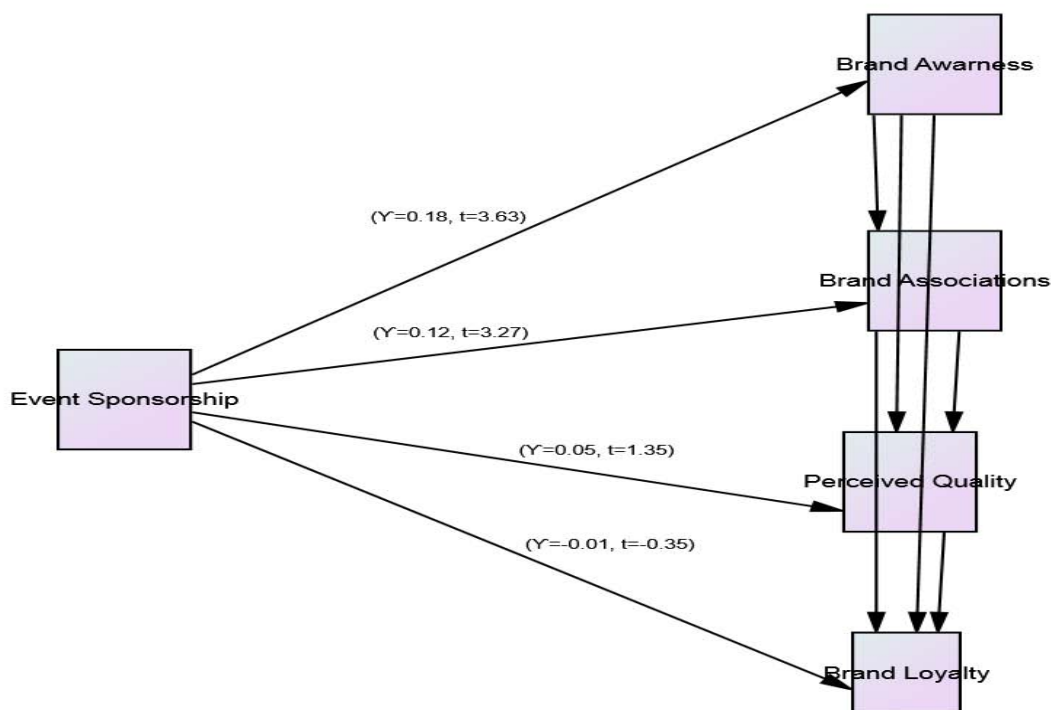 Brand Awarness
(ϒ=0.18, t=3.63)
Brand Associations
(ϒ=0.12, t=3.27)
Event Sponsorship
(ϒ=0.05, t=1.35)
Perceived Quality
(ϒ=-0.01, t=-0.35)
Brand Loyalty